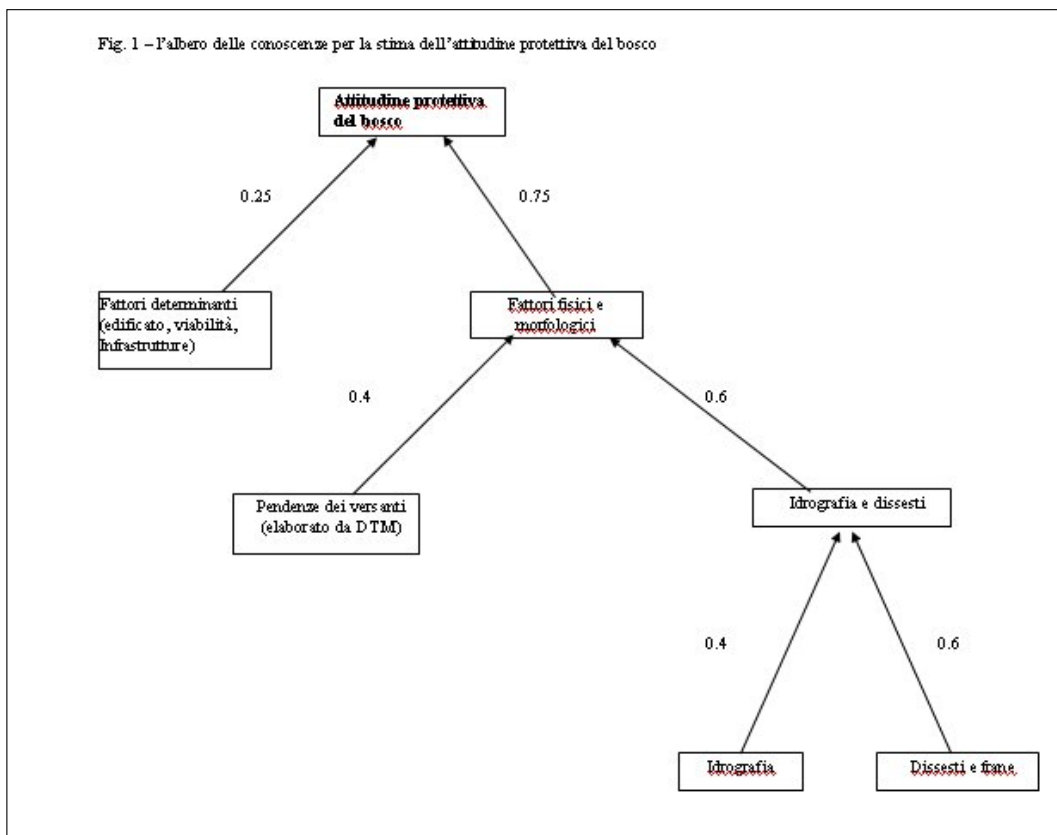 Fig. 1 – l'albero delle conoscenze per la stima dell'attitudine protettiva del bosco
Attitudine protettiva
del bosco
0.25
0.75
Fattori determinanti
(edificato, viabilità,
Infrastrutture)
Fattori fisici e
morfologici
0.4
0.6
Pendenze dei versanti
(elaborato da DTM)
Idrografia e dissesti
0.4
0.6
Idrografia
Dissesti e frane